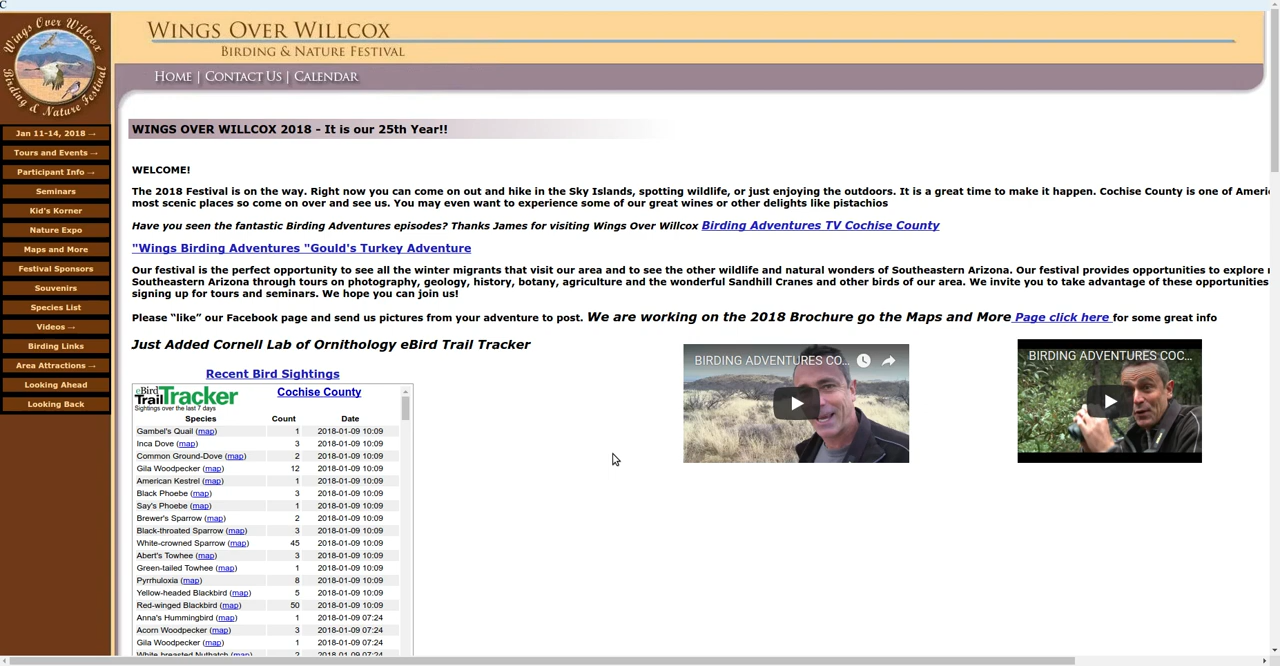 C
Wings Over Willcox
Birding & Nature Festival
WINGS OVER WILLCOX
BIRDING & NATURE FESTIVAL
HOME | CONTACT US | CALENDAR
Jan 11-14, 2018 →
Tours and Events →
Participant Info →
Seminars
Kid's Korner
Nature Expo
Maps and More
Festival Sponsors
Souvenirs
Species List
Videos →
Birding Links
Area Attractions →
Looking Ahead
Looking Back
WINGS OVER WILLCOX 2018 - It is our 25th Year!!
WELCOME!
The 2018 Festival is on the way. Right now you can come on out and hike in the Sky Islands, spotting wildlife, or just enjoying the outdoors. It is a great time to make it happen. Cochise County is one of Ameri
most scenic places so come on over and see us. You may even want to experience some of our great wines or other delights like pistachios
Have you seen the fantastic Birding Adventures episodes? Thanks James for visiting Wings Over Willcox Birding Adventures TV Cochise County
"Wings Birding Adventures "Gould's Turkey Adventure
Our festival is the perfect opportunity to see all the winter migrants that visit our area and to see the other wildlife and natural wonders of Southeastern Arizona. Our festival provides opportunities to explore
Southeastern Arizona through tours on photography, geology, history, botany, agriculture and the wonderful Sandhill Cranes and other birds of our area. We invite you to take advantage of these opportunities
signing up for tours and seminars. We hope you can join us!
Please “like” our Facebook page and send us pictures from your adventure to post. We are working on the 2018 Brochure go the Maps and More Page click here for some great info
Just Added Cornell Lab of Ornithology eBird Trail Tracker
Recent Bird Sightings
eBird
TrailTracker
Sightings over the last 7 days
Cochise County
Species Count Date
Gambel's Quail (map) 1 2018-01-09 10:09
Inca Dove (map) 3 2018-01-09 10:09
Common Ground-Dove (map) 2 2018-01-09 10:09
Gila Woodpecker (map) 12 2018-01-09 10:09
American Kestrel (map) 1 2018-01-09 10:09
Black Phoebe (map) 3 2018-01-09 10:09
Say's Phoebe (map) 1 2018-01-09 10:09
Brewer's Sparrow (map) 2 2018-01-09 10:09
Black-throated Sparrow (map) 3 2018-01-09 10:09
White-crowned Sparrow (map) 45 2018-01-09 10:09
Abert's Towhee (map) 3 2018-01-09 10:09
Green-tailed Towhee (map) 1 2018-01-09 10:09
Pyrrhuloxia (map) 8 2018-01-09 10:09
Yellow-headed Blackbird (map) 5 2018-01-09 10:09
Red-winged Blackbird (map) 50 2018-01-09 10:09
Anna's Hummingbird (map) 1 2018-01-09 07:24
Acorn Woodpecker (map) 3 2018-01-09 07:24
Gila Woodpecker (map) 1 2018-01-09 07:24
White-breasted Nuthatch (map) 2 2018-01-09 07:24
BIRDING ADVENTURES CO...
BIRDING ADVENTURES COC...